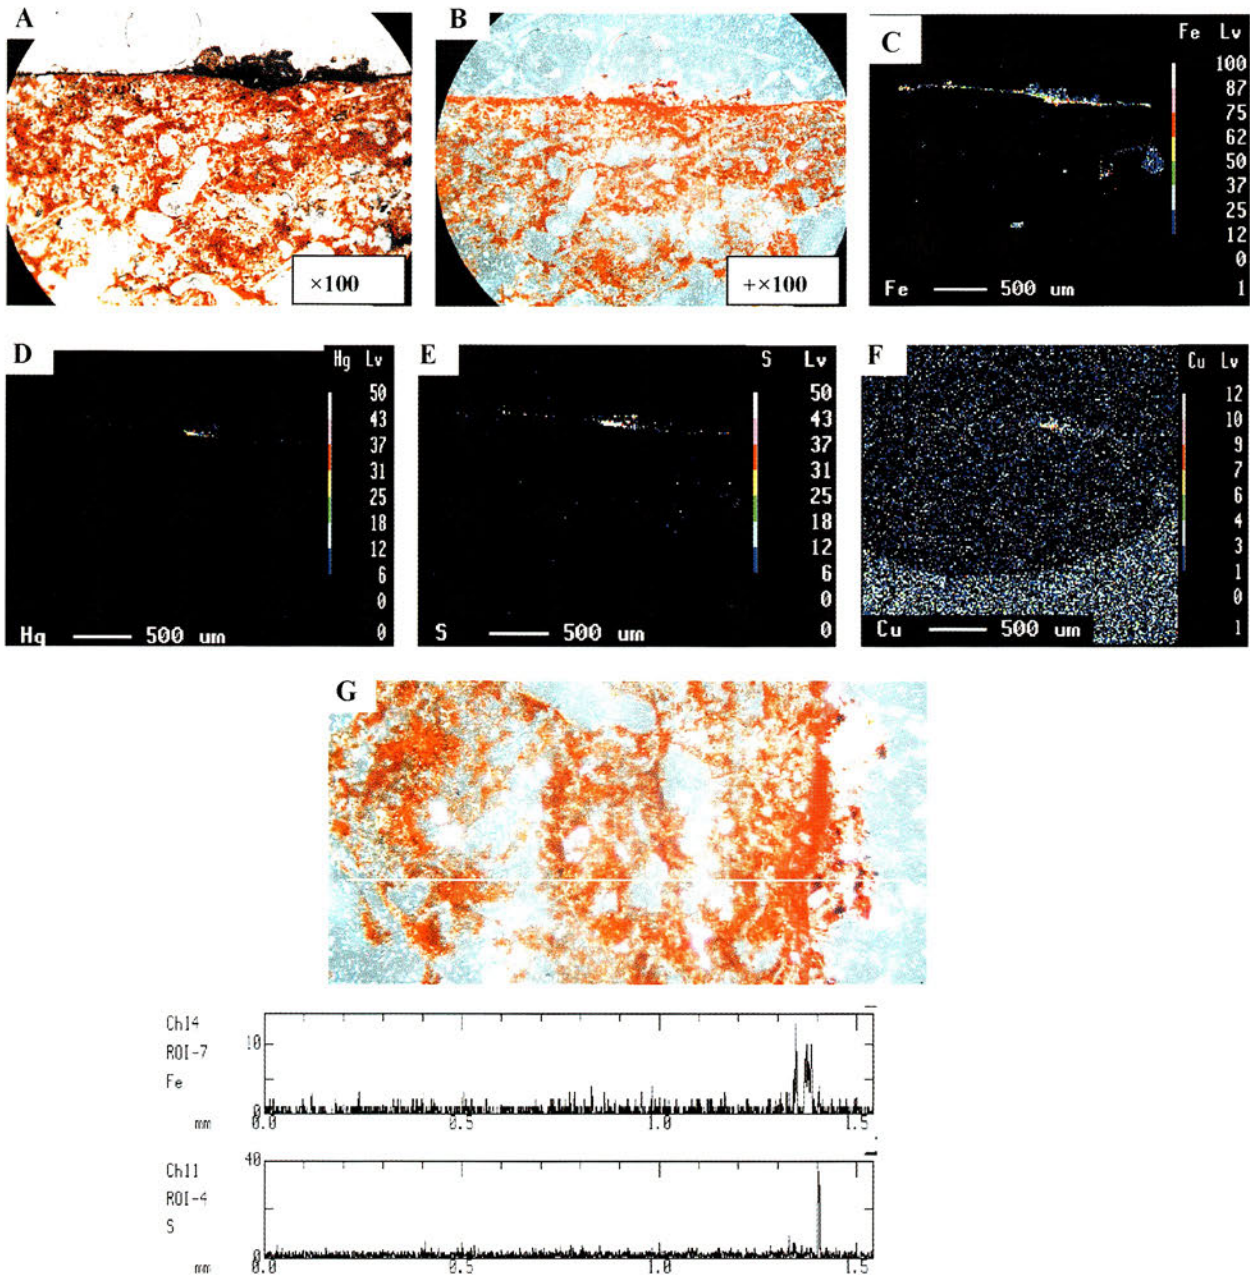 A
×100
B
+×100
C
Fe Lv
100
87
75
62
50
37
25
12
0
1
Fe 500 um
D
Hg Lv
50
43
37
31
25
18
12
6
0
0
Hg 500 um
E
S Lv
50
43
37
31
25
18
12
6
0
0
S 500 um
F
Cu Lv
12
10
9
7
6
4
3
1
0
1
Cu 500 um
G
Ch14
ROI-7
Fe
mm
10
0
0.0 0.5 1.0 1.5
Ch11
ROI-4
S
mm
40
0
0.0 0.5 1.0 1.5